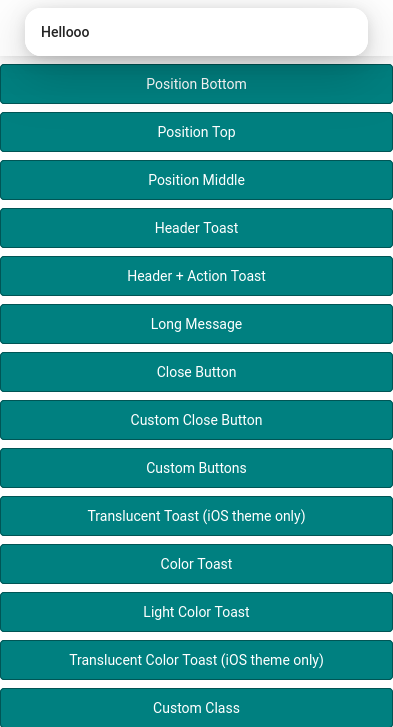 Hellooo
Position Bottom
Position Top
Position Middle
Header Toast
Header + Action Toast
Long Message
Close Button
Custom Close Button
Custom Buttons
Translucent Toast (iOS theme only)
Color Toast
Light Color Toast
Translucent Color Toast (iOS theme only)
Custom Class